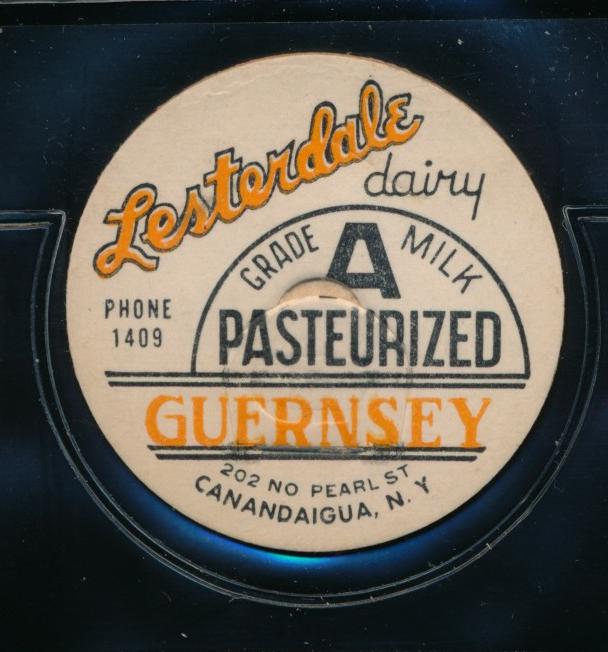 Lesterdale
dairy
GRADE A MILK
PHONE
1409
PASTEURIZED
GUERNSEY
202 NO PEARL ST
CANANDAIGUA, N. Y